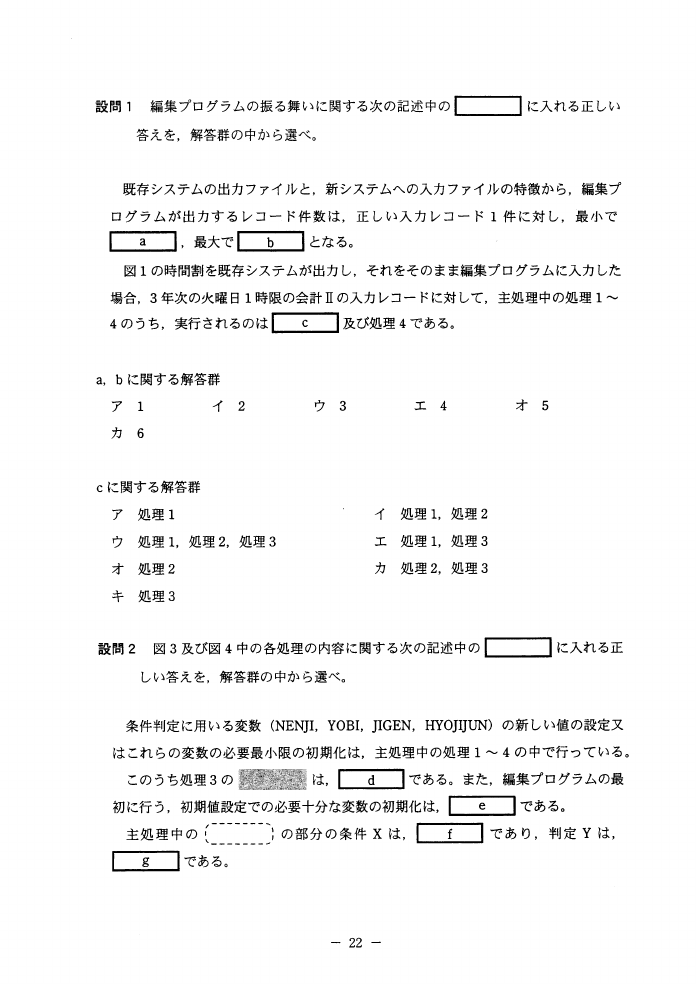 設問1 編集プログラムの振る舞いに関する次の記述中の に入れる正しい
答えを，解答群の中から選べ。
既存システムの出力ファイルと，新システムへの入力ファイルの特徴から，編集プ
ログラムが出力するレコード件数は，正しい入力レコード1件に対し，最小で
a ，最大で b となる。
図1の時間割を既存システムが出力し，それをそのまま編集プログラムに入力した
場合，3年次の火曜日1時限の会計Ⅱの入力レコードに対して，主処理中の処理1～
4のうち，実行されるのは c 及び処理4である。
a，bに関する解答群
ア 1 イ 2 ウ 3 エ 4 オ 5
カ 6
cに関する解答群
ア 処理1 イ 処理1，処理2
ウ 処理1，処理2，処理3 エ 処理1，処理3
オ 処理2 カ 処理2，処理3
キ 処理3
設問2 図3及び図4中の各処理の内容に関する次の記述中の に入れる正
しい答えを，解答群の中から選べ。
条件判定に用いる変数（NENJI，YOBI，JIGEN，HYOJIJUN）の新しい値の設定又
はこれらの変数の必要最小限の初期化は，主処理中の処理1～4の中で行っている。
このうち処理3の は， d である。また，編集プログラムの最
初に行う，初期値設定での必要十分な変数の初期化は， e である。
主処理中の の部分の条件Xは， f であり，判定Yは，
g である。
－ 22 －